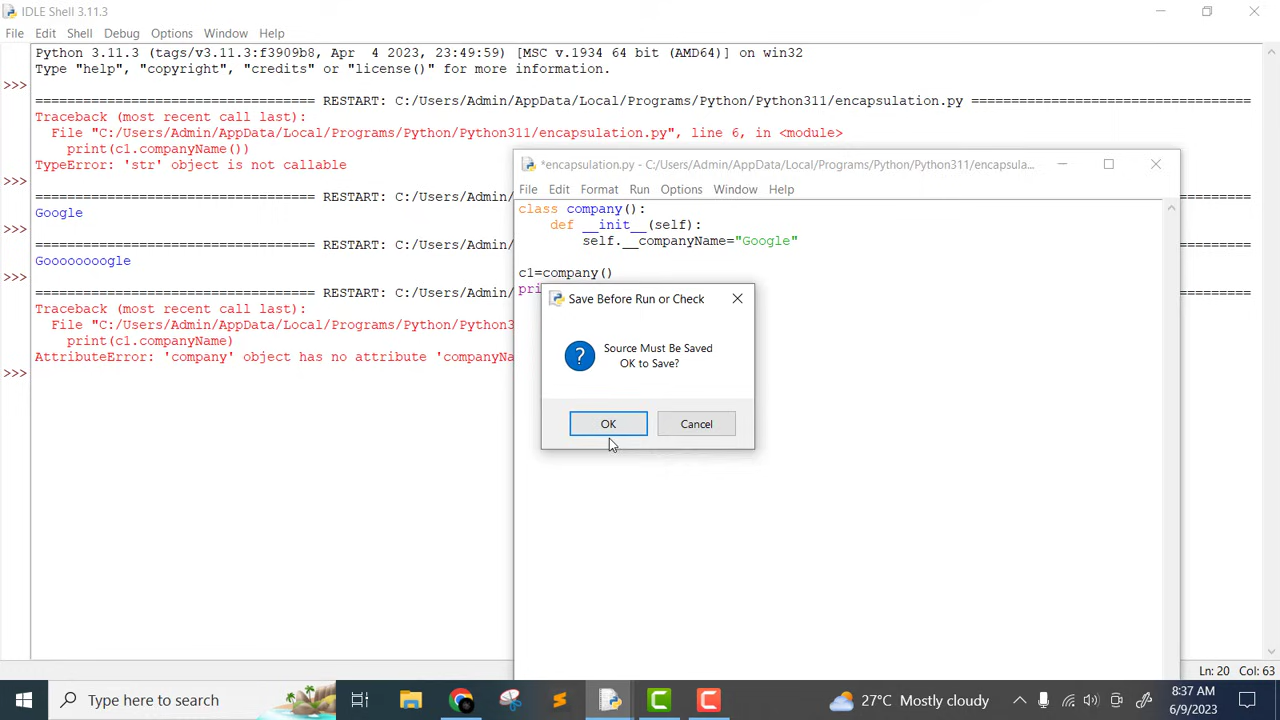 IDLE Shell 3.11.3
File Edit Shell Debug Options Window Help
Python 3.11.3 (tags/v3.11.3:f3909b8, Apr  4 2023, 23:49:59) [MSC v.1934 64 bit (AMD64)] on win32
Type "help", "copyright", "credits" or "license()" for more information.
>>>
================================== RESTART: C:/Users/Admin/AppData/Local/Programs/Python/Python311/encapsulation.py ==================================
Traceback (most recent call last):
File "C:/Users/Admin/AppData/Local/Programs/Python/Python311/encapsulation.py", line 6, in <module>
print(c1.companyName())
TypeError: 'str' object is not callable
>>>
================================== RESTART: C:/Users/Admin/AppData/Local/P
Google
>>>
================================== RESTART: C:/Users/Admin/AppData/Local/P
Goooooooogle
>>>
================================== RESTART: C:/Users/Admin/AppData/Local/P
Traceback (most recent call last):
File "C:/Users/Admin/AppData/Local/Programs/Python/Python3
print(c1.companyName)
AttributeError: 'company' object has no attribute 'companyNa
>>>
*encapsulation.py - C:/Users/Admin/AppData/Local/Programs/Python/Python311/encapsula...
File Edit Format Run Options Window Help
class company():
def __init__(self):
self.__companyName="Google"
c1=company()
pri
Save Before Run or Check
Source Must Be Saved
OK to Save?
OK Cancel
Ln: 20 Col: 63
Type here to search
27°C Mostly cloudy
8:37 AM
6/9/2023